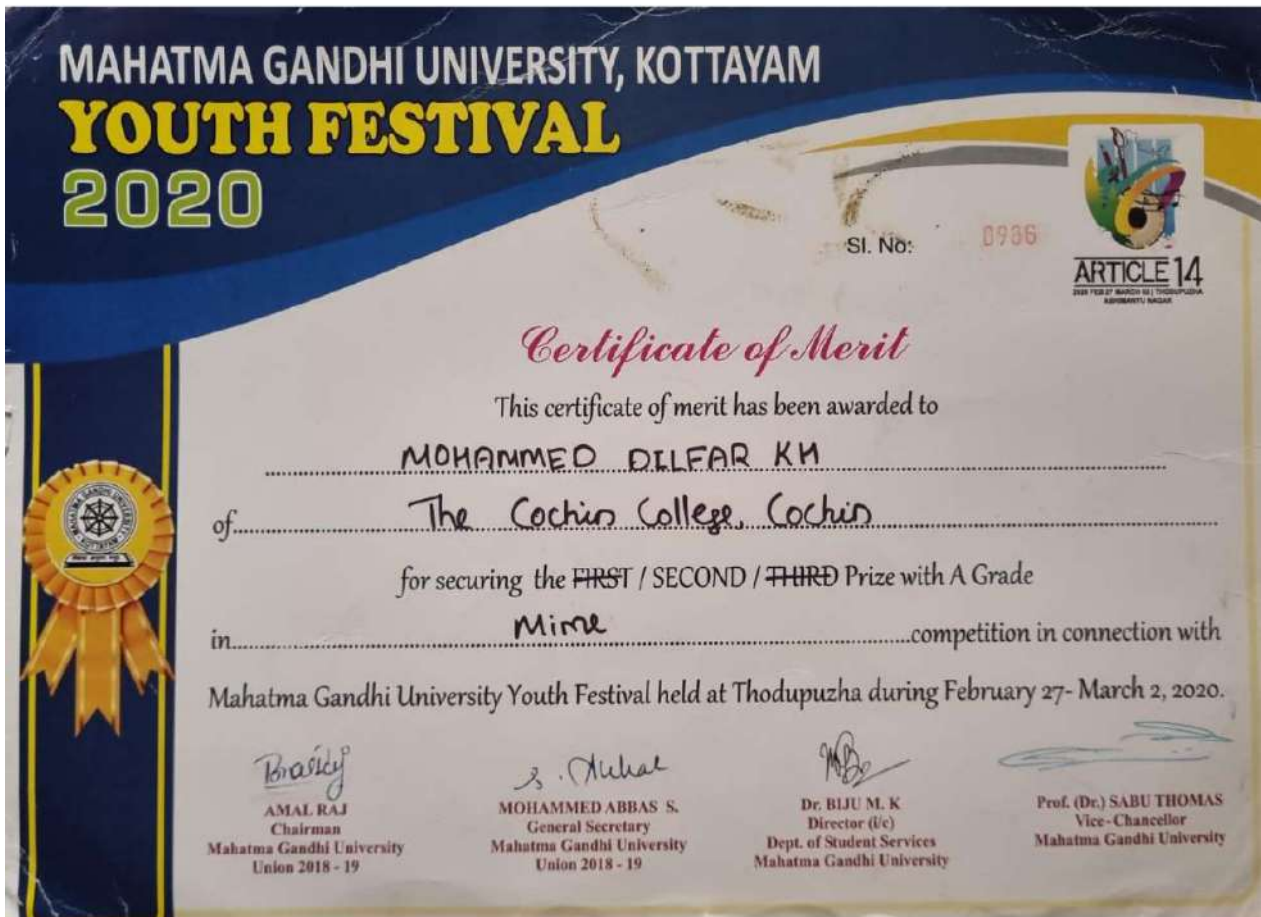 MAHATMA GANDHI UNIVERSITY, KOTTAYAM
YOUTH FESTIVAL
2020
Sl. No: 0986
ARTICLE 14
Certificate of Merit
This certificate of merit has been awarded to
MOHAMMED DILFAR KH
of The Cochin College, Cochin
for securing the FIRST / SECOND / THIRD Prize with A Grade
in Mime competition in connection with
Mahatma Gandhi University Youth Festival held at Thodupuzha during February 27- March 2, 2020.
AMAL RAJ
Chairman
Mahatma Gandhi University
Union 2018 - 19
MOHAMMED ABBAS S.
General Secretary
Mahatma Gandhi University
Union 2018 - 19
Dr. BIJU M. K
Director (i/c)
Dept. of Student Services
Mahatma Gandhi University
Prof. (Dr.) SABU THOMAS
Vice-Chancellor
Mahatma Gandhi University